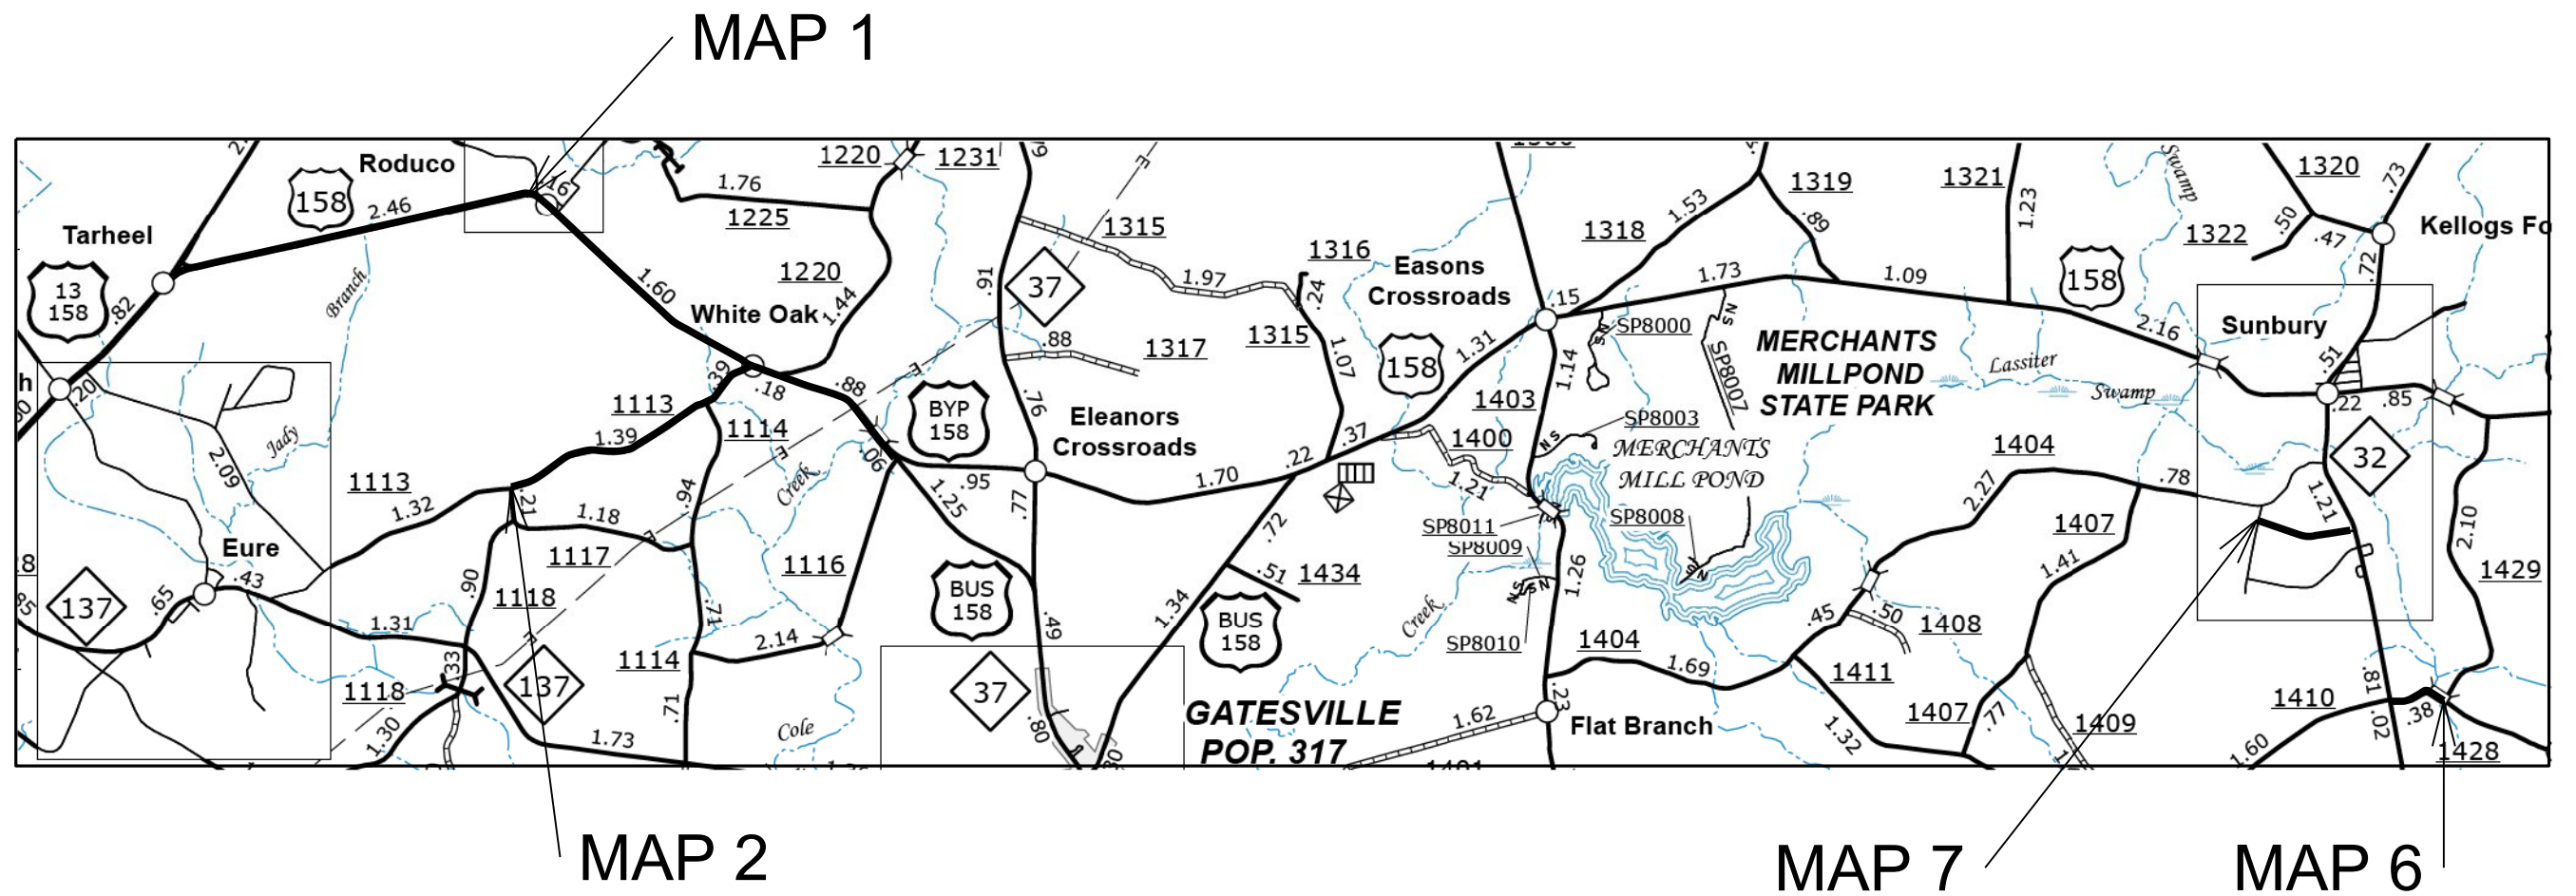 MAP 1
Roduco
158
2.46
.16
1.76
1225
1220
1231
1315
1316
1.97
.24
1318
1.53
1319
.89
1321
1.23
Swamp
1320
.73
.50
1322
.47
Kellogs Fo
Tarheel
13
158
.82
Branch
1.60
1220
1.44
White Oak
.91
37
.88
1317
1315
1.07
Easons
Crossroads
.15
158
1.31
1.14
1403
SP8000
NS
SP8007
NS
1.73
1.09
158
2.16
MERCHANTS
MILLPOND
STATE PARK
Lassiter
Swamp
Sunbury
.72
.51
.22
.85
h
.20
2.09
Jady
1113
1.39
.39
.18
.88
1114
E
E
BYP
158
.76
Eleanors
Crossroads
.06
.95
1.25
.77
1.70
.22
.37
1400
1.21
SP8003
NS
MERCHANTS
MILL POND
SP8011
SP8009
SP8008
1404
2.27
.78
32
1.21
2.10
1113
1.32
.21
1.18
1117
.94
E
Creek
1116
Eure
.43
.65
137
.85
.90
1118
1.31
.33
1118
1.30
137
E
.71
1114
2.14
.71
1.73
Cole
BUS
158
.49
.72
.51
1434
1.34
BUS
158
37
.80
GATESVILLE
POP. 317
Creek
SP8010
1.26
1404
1.69
.23
Flat Branch
1.62
1401
.45
.50
1408
1407
1.41
1411
1.32
1407
.77
1409
1429
.81
1410
.02
.38
1.60
1428
MAP 2
MAP 7
MAP 6